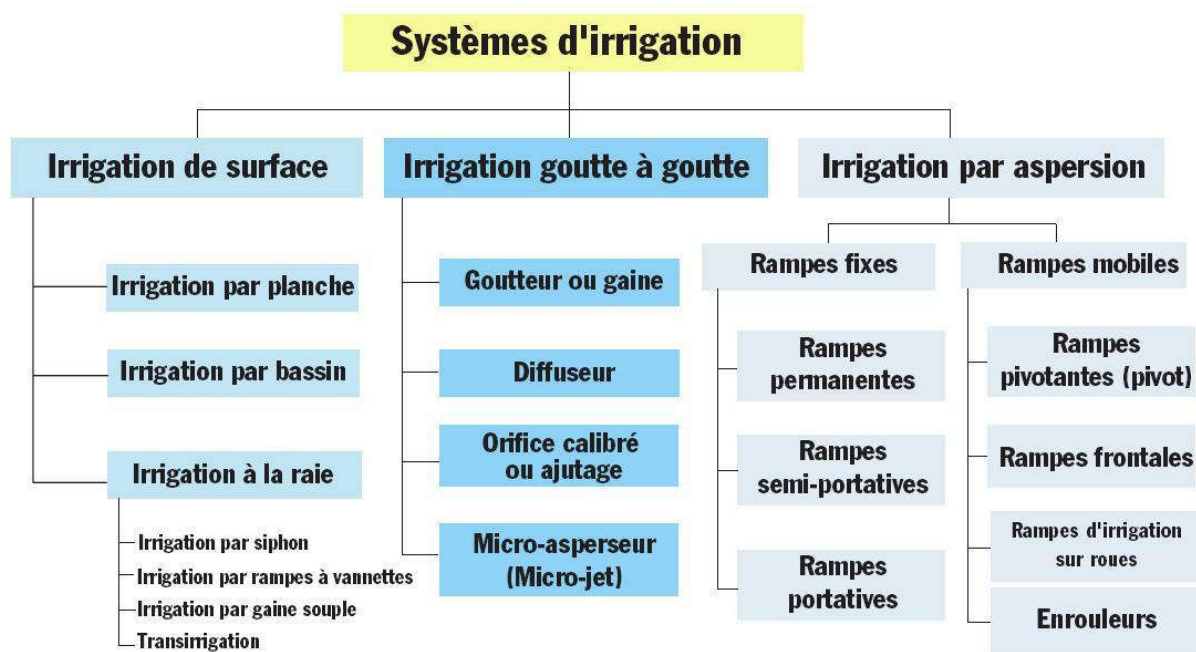 Systèmes d'irrigation
Irrigation de surface
Irrigation par planche
Irrigation par bassin
Irrigation à la raie
Irrigation par siphon
Irrigation par rampes à vannettes
Irrigation par gaine souple
Transirrigation
Irrigation goutte à goutte
Goutteur ou gaine
Diffuseur
Orifice calibré
ou ajutage
Micro-asperseur
(Micro-jet)
Irrigation par aspersion
Rampes fixes
Rampes
permanentes
Rampes
semi-portatives
Rampes
portatives
Rampes mobiles
Rampes
pivotantes (pivot)
Rampes frontales
Rampes d'irrigation
sur roues
Enrouleurs